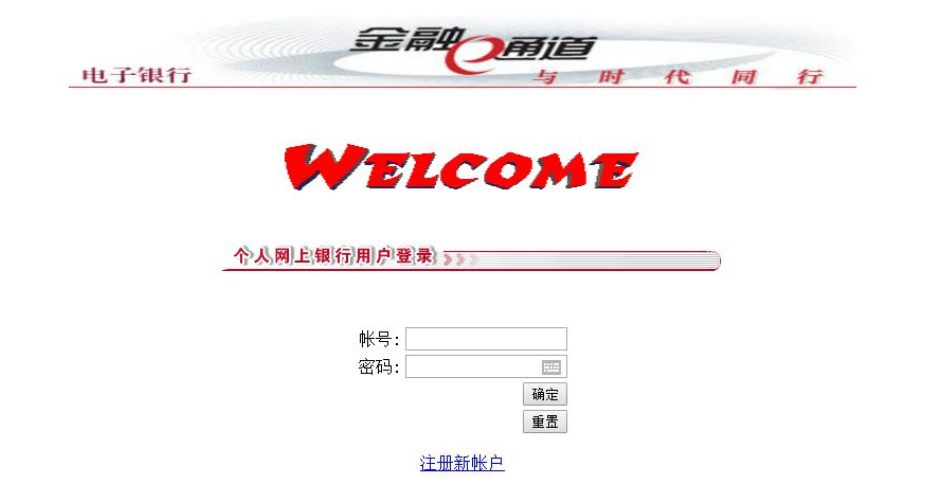 金融e通道
电子银行
与时代同行
WELCOME
个人网上银行用户登录
帐号:
密码:
确定
重置
注册新帐户